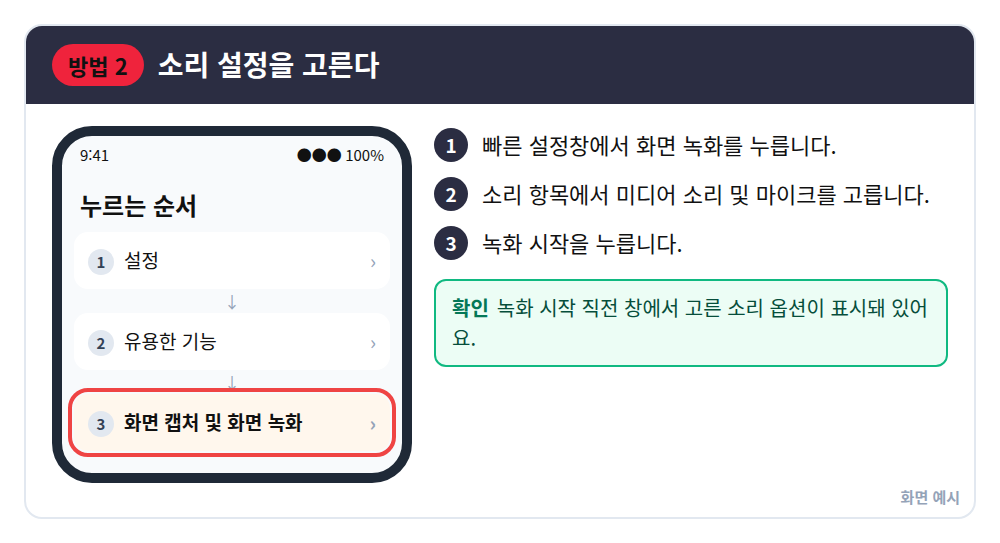 방법 2 소리 설정을 고른다
9:41 ●●● 100%
누르는 순서
1 설정 ›
↓
2 유용한 기능 ›
↓
3 화면 캡처 및 화면 녹화 ›
1 빠른 설정창에서 화면 녹화를 누릅니다.
2 소리 항목에서 미디어 소리 및 마이크를 고릅니다.
3 녹화 시작을 누릅니다.
확인 녹화 시작 직전 창에서 고른 소리 옵션이 표시돼 있어
요.
화면 예시